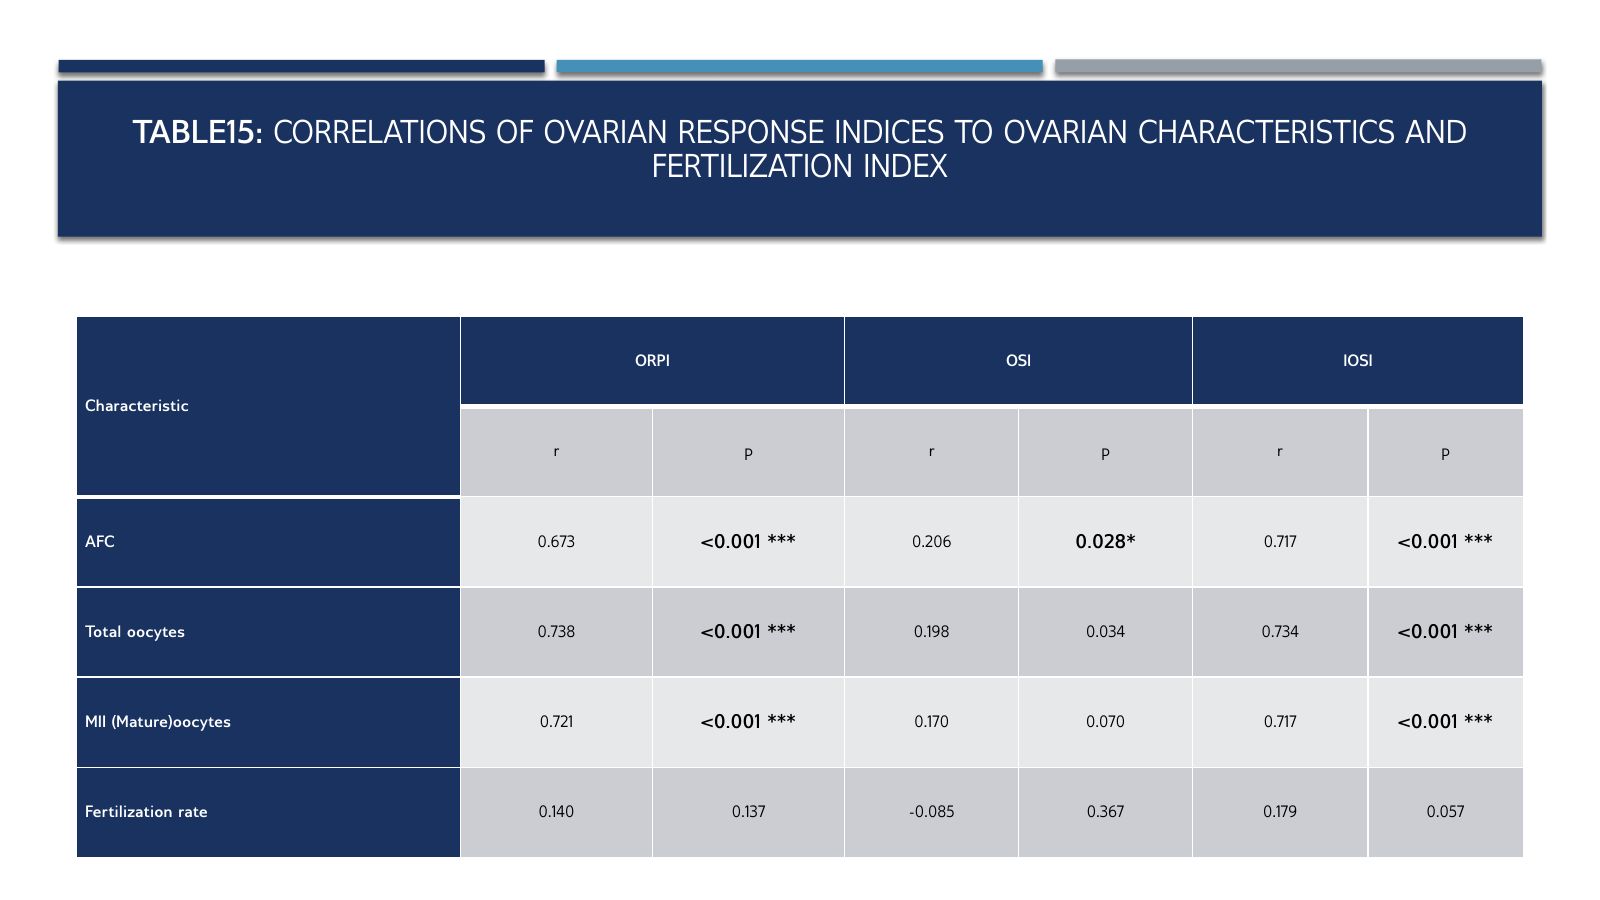 TABLE15: CORRELATIONS OF OVARIAN RESPONSE INDICES TO OVARIAN CHARACTERISTICS AND
FERTILIZATION INDEX
Characteristic ORPI OSI IOSI
r p r p r p
AFC 0.673 <0.001 *** 0.206 0.028* 0.717 <0.001 ***
Total oocytes 0.738 <0.001 *** 0.198 0.034 0.734 <0.001 ***
MII (Mature)oocytes 0.721 <0.001 *** 0.170 0.070 0.717 <0.001 ***
Fertilization rate 0.140 0.137 -0.085 0.367 0.179 0.057